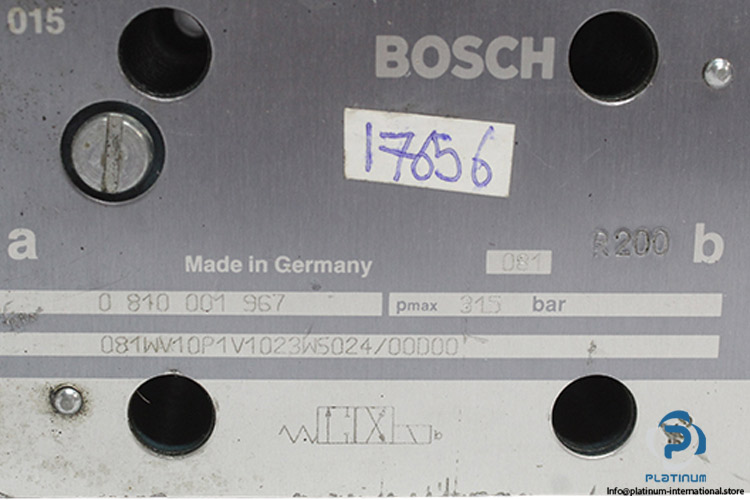 015
BOSCH
17656
a
Made in Germany
081
R200
b
0 810 001 967
pmax 315 bar
081WV10P1V1023WS024/00D00
b
PLATINUM
Info@platinum-international.store